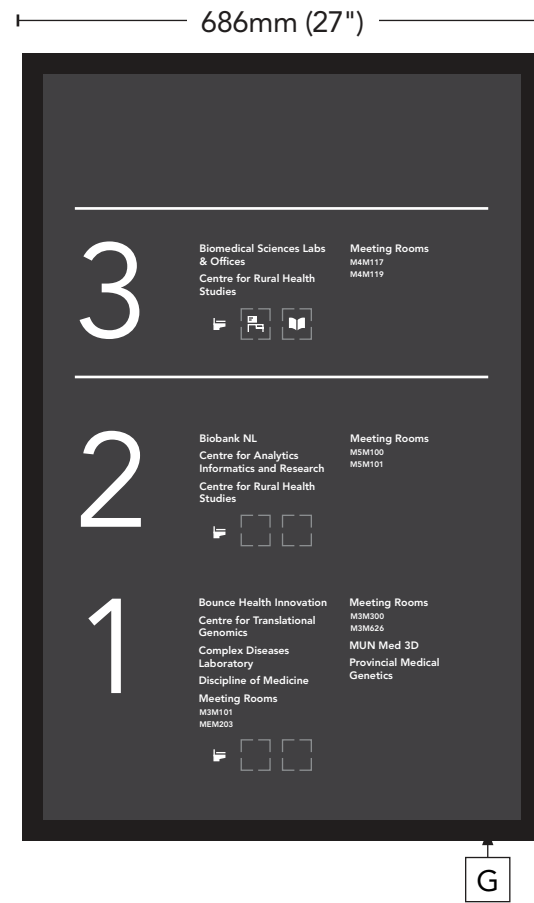 686mm (27")
3
Biomedical Sciences Labs
& Offices
Centre for Rural Health
Studies
Meeting Rooms
M4M117
M4M119
2
Biobank NL
Centre for Analytics
Informatics and Research
Centre for Rural Health
Studies
Meeting Rooms
M5M100
M5M101
1
Bounce Health Innovation
Centre for Translational
Genomics
Complex Diseases
Laboratory
Discipline of Medicine
Meeting Rooms
M3M101
MEM203
Meeting Rooms
M3M300
M3M626
MUN Med 3D
Provincial Medical
Genetics
G